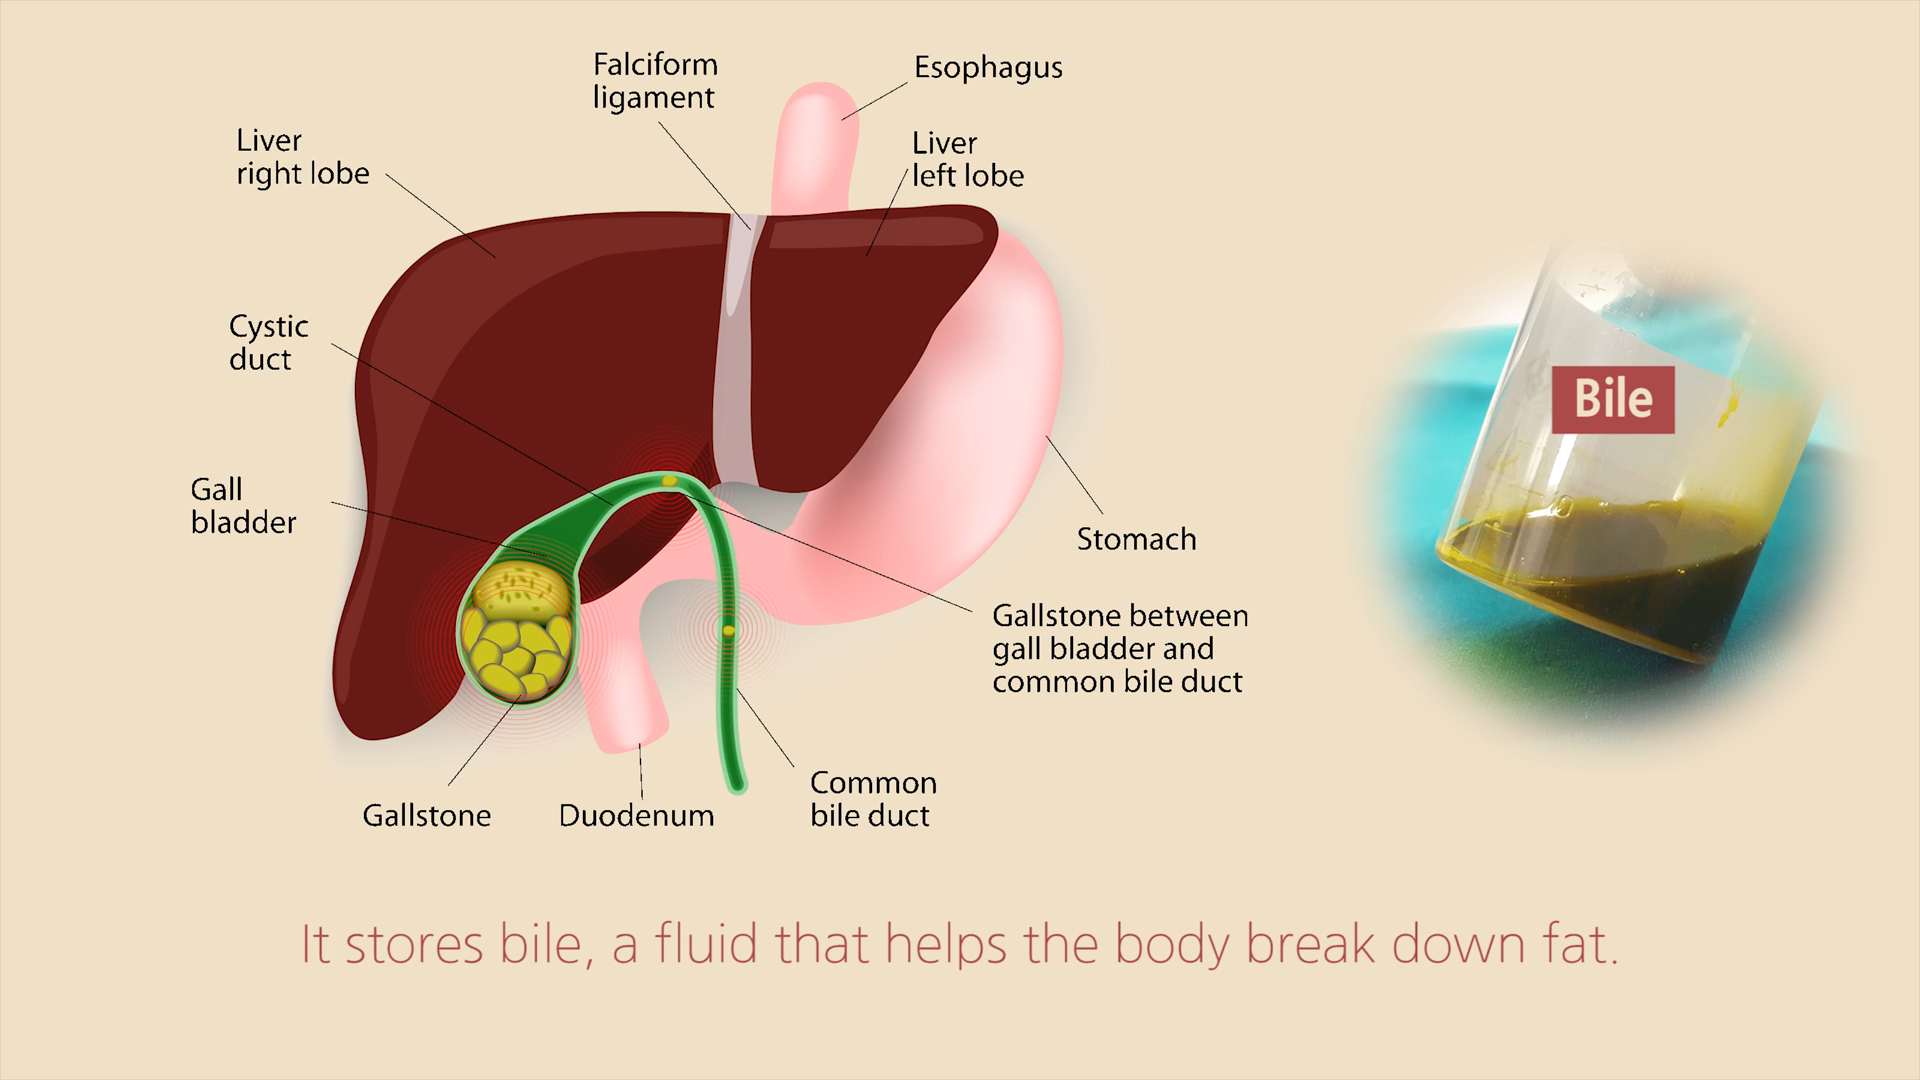 Falciform
ligament
Esophagus
Liver
right lobe
Liver
left lobe
Cystic
duct
Bile
Gall
bladder
Stomach
Gallstone between
gall bladder and
common bile duct
Common
bile duct
Gallstone
Duodenum
It stores bile, a fluid that helps the body break down fat.